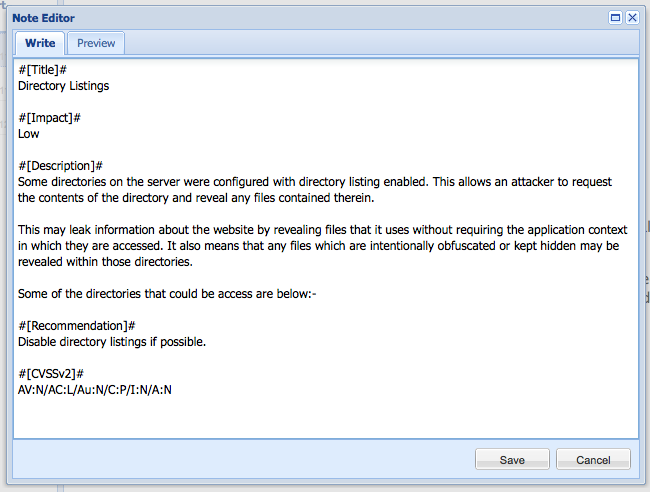 Note Editor
Write
Preview
#[Title]#
Directory Listings
#[Impact]#
Low
#[Description]#
Some directories on the server were configured with directory listing enabled. This allows an attacker to request
the contents of the directory and reveal any files contained therein.
This may leak information about the website by revealing files that it uses without requiring the application context
in which they are accessed. It also means that any files which are intentionally obfuscated or kept hidden may be
revealed within those directories.
Some of the directories that could be access are below:-
#[Recommendation]#
Disable directory listings if possible.
#[CVSSv2]#
AV:N/AC:L/Au:N/C:P/I:N/A:N
Save
Cancel